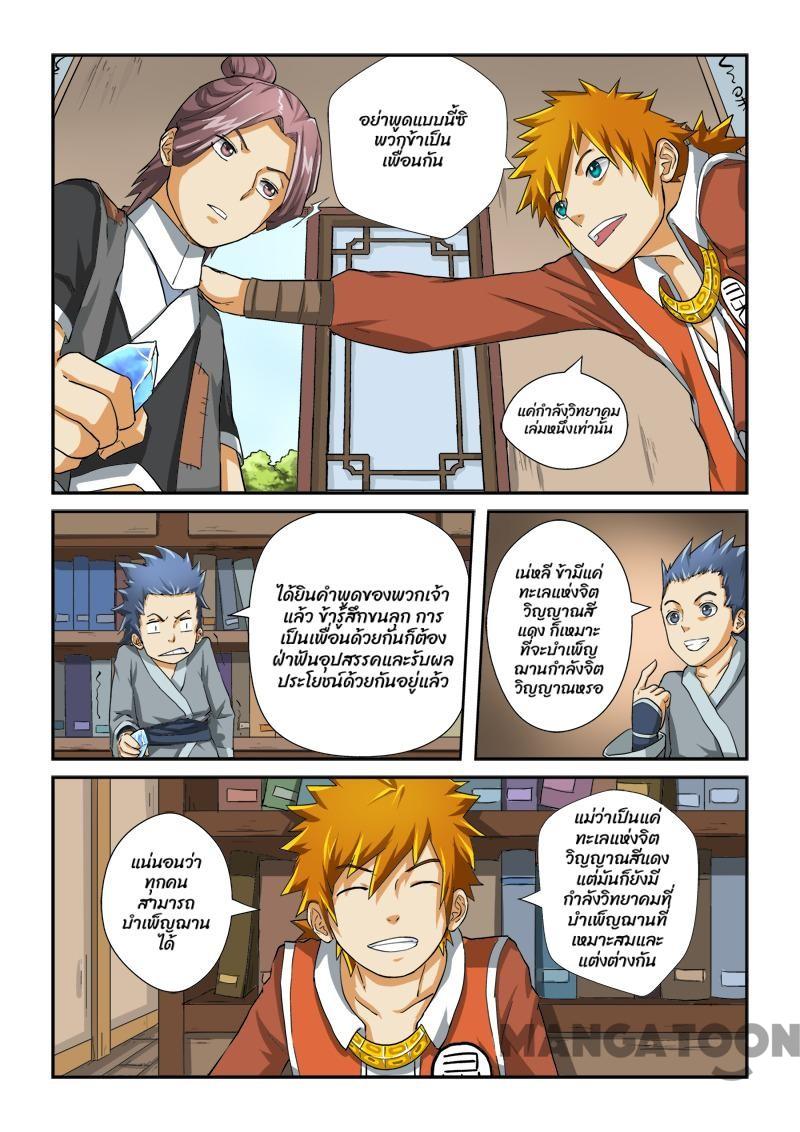 อย่าพูดแบบนี้ซิ
พวกข้าเป็น
เพื่อนกัน
แค่กำลังวิทยาคม
เล่มหนึ่งเท่านั้น
ได้ยินคำพูดของพวกเจ้า
แล้ว ข้ารู้สึกขนลุก การ
เป็นเพื่อนด้วยกันก็ต้อง
ฝ่าฟันอุปสรรคและรับผล
ประโยชน์ด้วยกันอยู่แล้ว
เน่หลี ข้ามีแค่
ทะเลแห่งจิต
วิญญาณสี
แดง ก็เหมาะ
ที่จะบำเพ็ญ
ฌานกำลังจิต
วิญญาณหรอ
แน่นอนว่า
ทุกคน
สามารถ
บำเพ็ญฌาน
ได้
แม่ว่าเป็นแค่
ทะเลแห่งจิต
วิญญาณสีแดง
แต่มันก็ยังมี
กำลังวิทยาคมที่
บำเพ็ญฌานที่
เหมาะสมและ
แต่งต่างกัน
MANGATOON